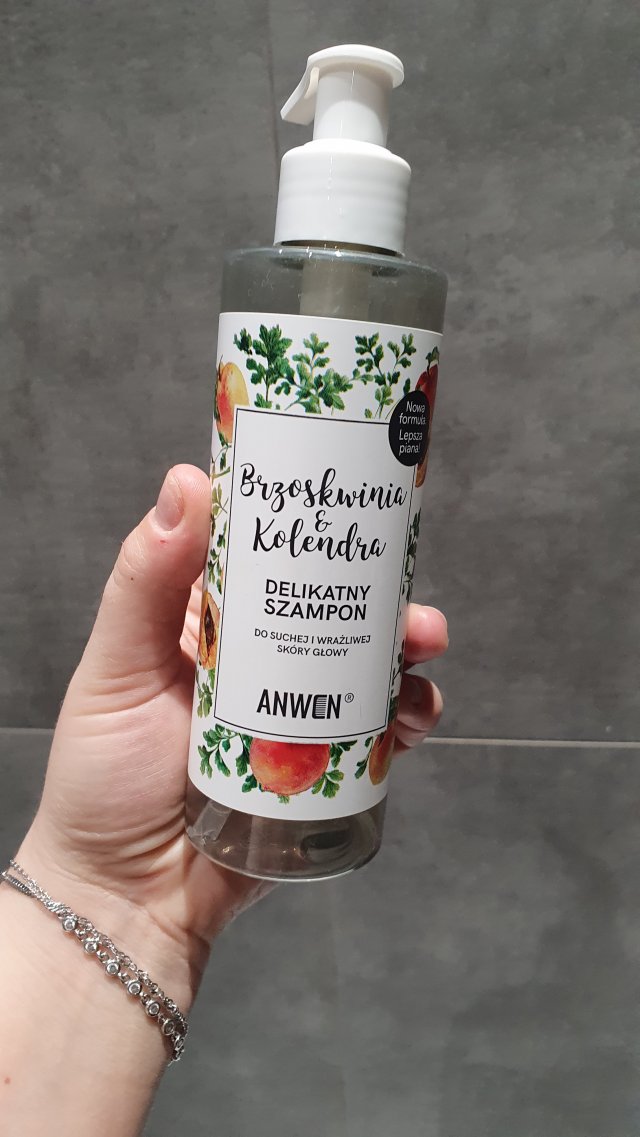 Nowa
formuła.
Lepsza
piana!
Brzoskwinia
&
Kolendra
DELIKATNY
SZAMPON
DO SUCHEJ I WRAŻLIWEJ
SKÓRY GŁOWY
ANWEN®